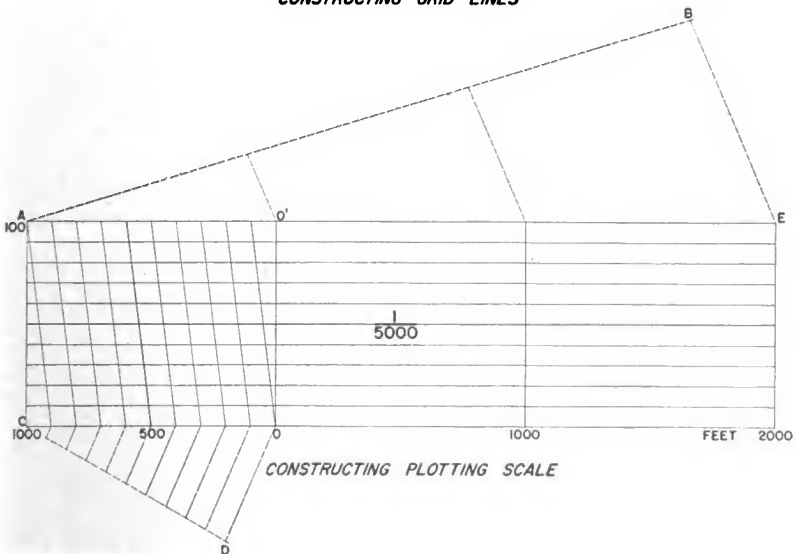 CONSTRUCTING GRID LINES
B
A
O'
E
100
1
5000
C
1000 500 0 1000 FEET 2000
CONSTRUCTING PLOTTING SCALE
D